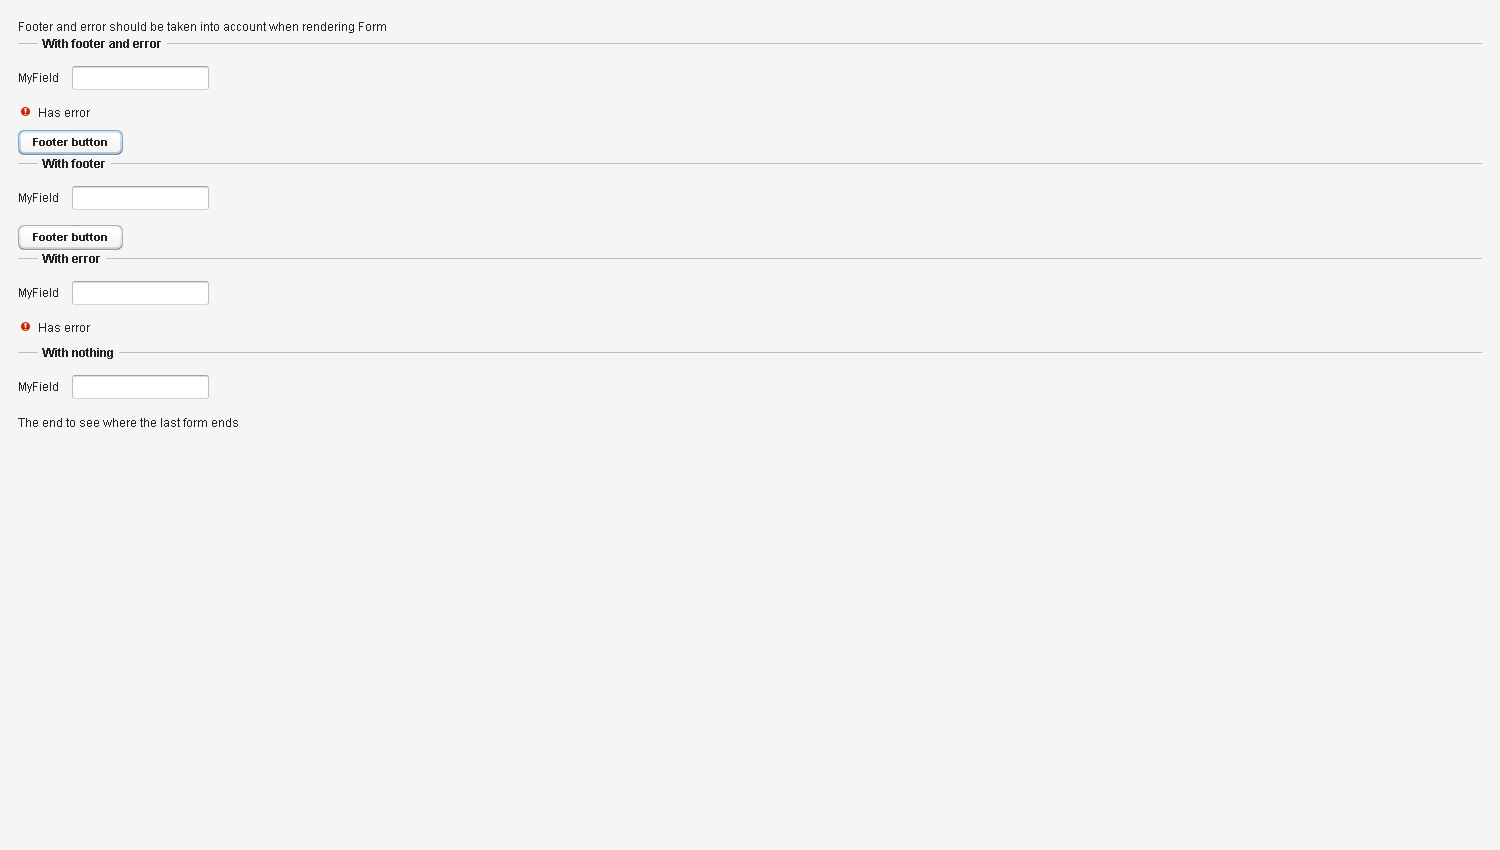 Footer and error should be taken into account when rendering Form
With footer and error
MyField
Has error
Footer button
With footer
MyField
Footer button
With error
MyField
Has error
With nothing
MyField
The end to see where the last form ends